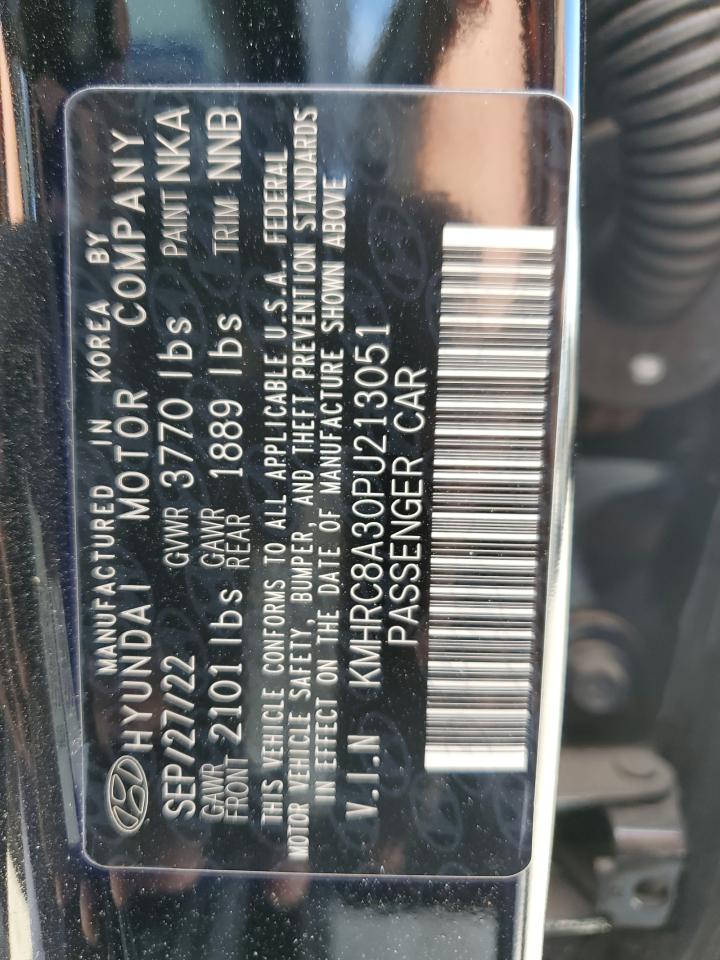 MANUFACTURED IN KOREA BY
HYUNDAI MOTOR COMPANY
SEP/27/22 GVWR 3770 lbs PAINT NKA
GAWR FRONT 2101 lbs GAWR REAR 1889 lbs TRIM NNB
THIS VEHICLE CONFORMS TO ALL APPLICABLE U.S.A. FEDERAL
MOTOR VEHICLE SAFETY, BUMPER, AND THEFT PREVENTION STANDARDS
IN EFFECT ON THE DATE OF MANUFACTURE SHOWN ABOVE
V.I.N KMHRC8A30PU213051
PASSENGER CAR